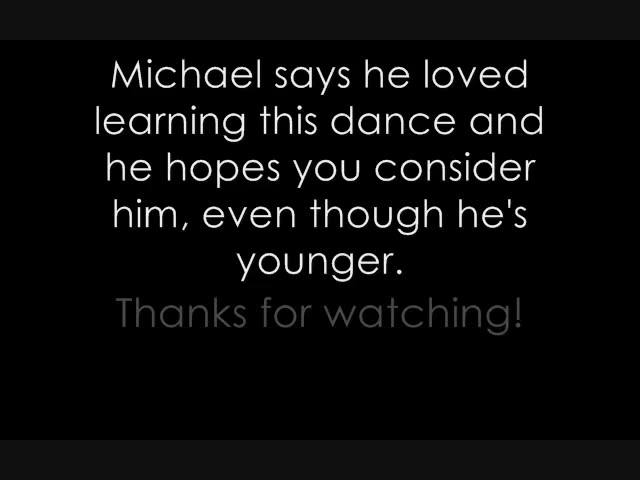 Michael says he loved
learning this dance and
he hopes you consider
him, even though he's
younger.
Thanks for watching!